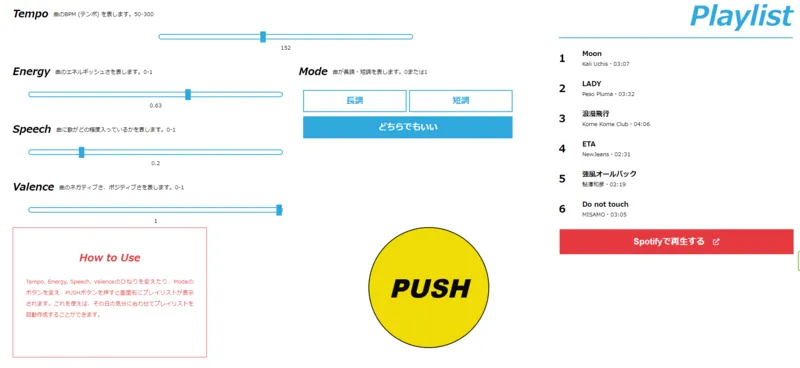 Tempo 曲のBPM (テンポ) を表します。50-300
152
Energy 曲のエネルギッシュさを表します。0-1
0.63
Speech 曲に歌がどの程度入っているかを表します。0-1
0.2
Valence 曲のネガティブさ、ポジティブさを表します。0-1
1
Mode 曲が長調・短調を表します。0または1
長調 短調
どちらでもいい
How to Use
Tempo, Energy, Speech, Valenceのひねりを変えたり、Modeの
ボタンを変え、PUSHボタンを押すと画面右にプレイリストが表示
されます。これを使えば、その日の気分に合わせてプレイリストを
自動作成することができます。
PUSH
Playlist
1 Moon
Kali Uchis・03:07
2 LADY
Peso Pluma・03:32
3 浪漫飛行
Kome Kome Club・04:06
4 ETA
NewJeans・02:31
5 強風オールバック
鮎澤和彦・02:19
6 Do not touch
MISAMO・03:05
Spotifyで再生する